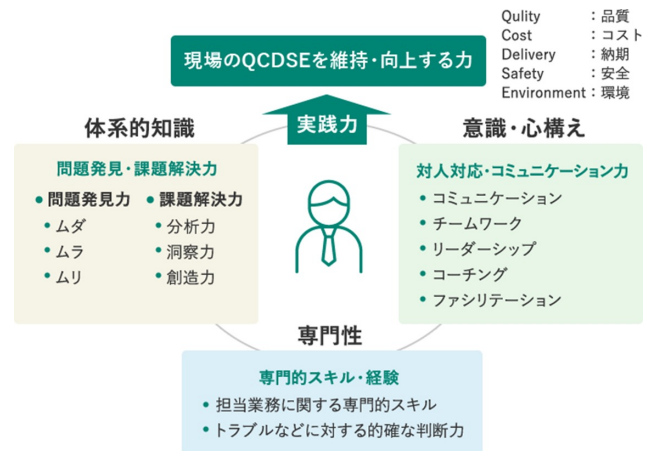 Qulity：品質
Cost：コスト
Delivery：納期
Safety：安全
Environment：環境
現場のQCDSEを維持・向上する力
実践力
体系的知識
問題発見・課題解決力
• 問題発見力
• ムダ
• ムラ
• ムリ
• 課題解決力
• 分析力
• 洞察力
• 創造力
意識・心構え
対人対応・コミュニケーション力
• コミュニケーション
• チームワーク
• リーダーシップ
• コーチング
• ファシリテーション
専門性
専門的スキル・経験
• 担当業務に関する専門的スキル
• トラブルなどに対する的確な判断力